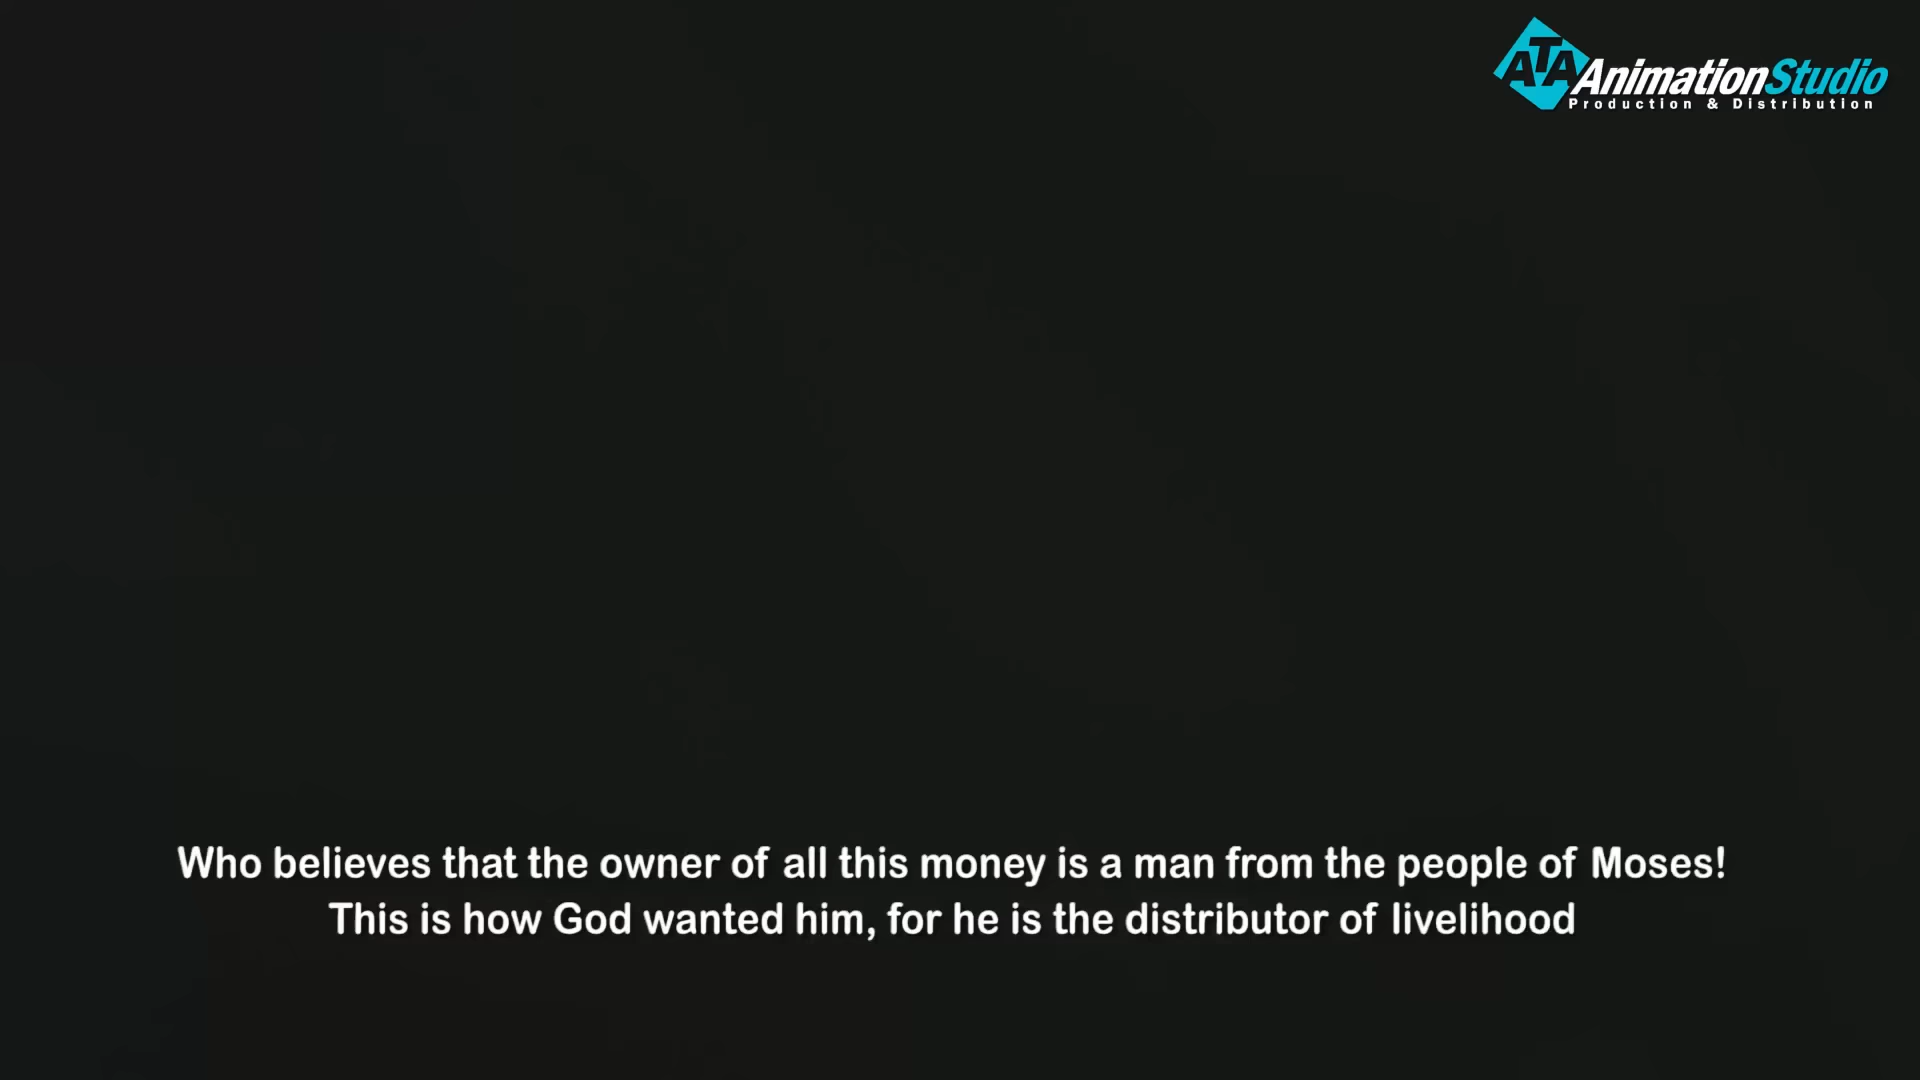 ATA AnimationStudio
Production & Distribution
Who believes that the owner of all this money is a man from the people of Moses!
This is how God wanted him, for he is the distributor of livelihood